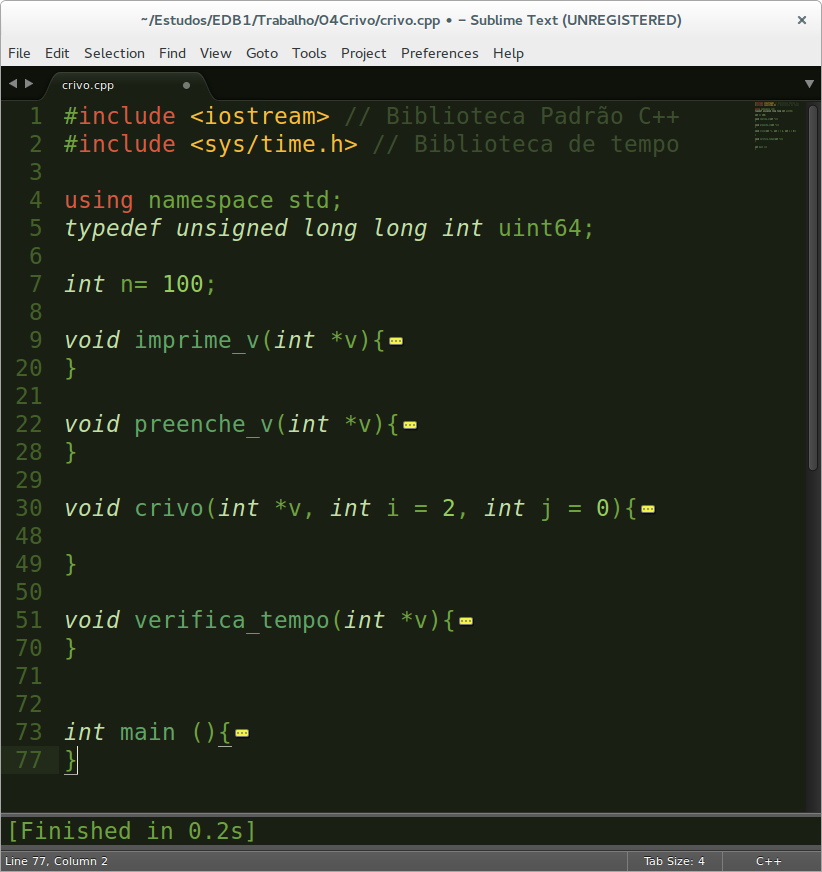 ~/Estudos/EDB1/Trabalho/04Crivo/crivo.cpp • – Sublime Text (UNREGISTERED)
File Edit Selection Find View Goto Tools Project Preferences Help
crivo.cpp
1 #include <iostream> // Biblioteca Padrão C++
2 #include <sys/time.h> // Biblioteca de tempo
3
4 using namespace std;
5 typedef unsigned long long int uint64;
6
7 int n= 100;
8
9 void imprime_v(int *v){
20 }
21
22 void preenche_v(int *v){
28 }
29
30 void crivo(int *v, int i = 2, int j = 0){
48
49 }
50
51 void verifica_tempo(int *v){
70 }
71
72
73 int main (){
77 }
[Finished in 0.2s]
Line 77, Column 2 Tab Size: 4 C++